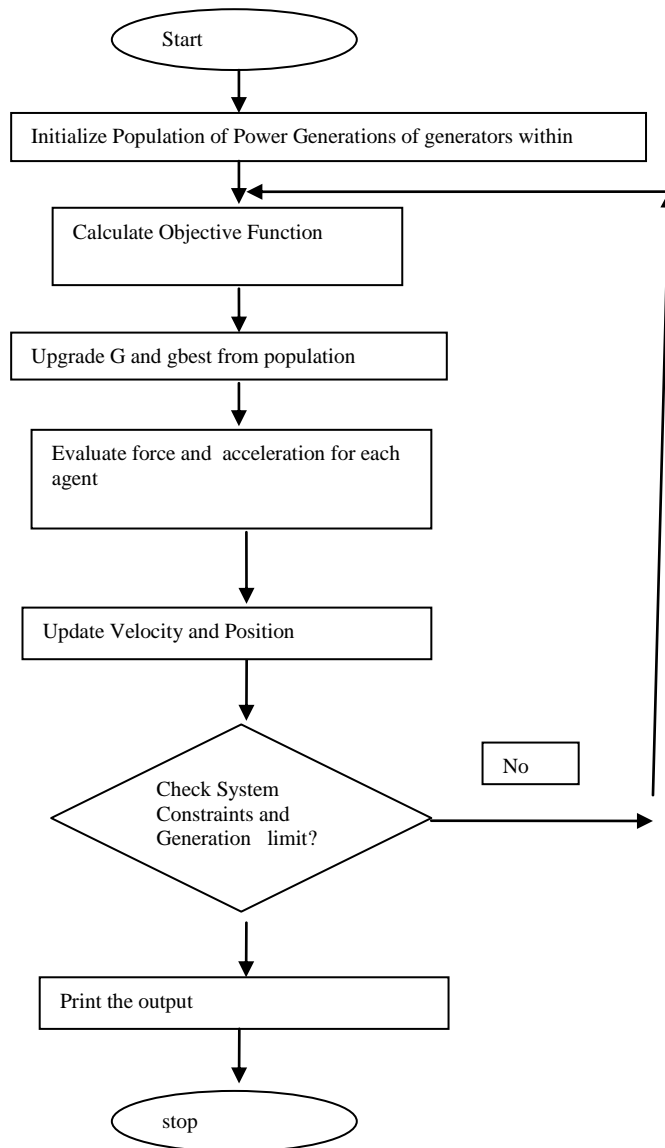 Start
Initialize Population of Power Generations of generators within
Calculate Objective Function
Upgrade G and gbest from population
Evaluate force and acceleration for each
agent
Update Velocity and Position
Check System
Constraints and
Generation limit?
No
Print the output
stop